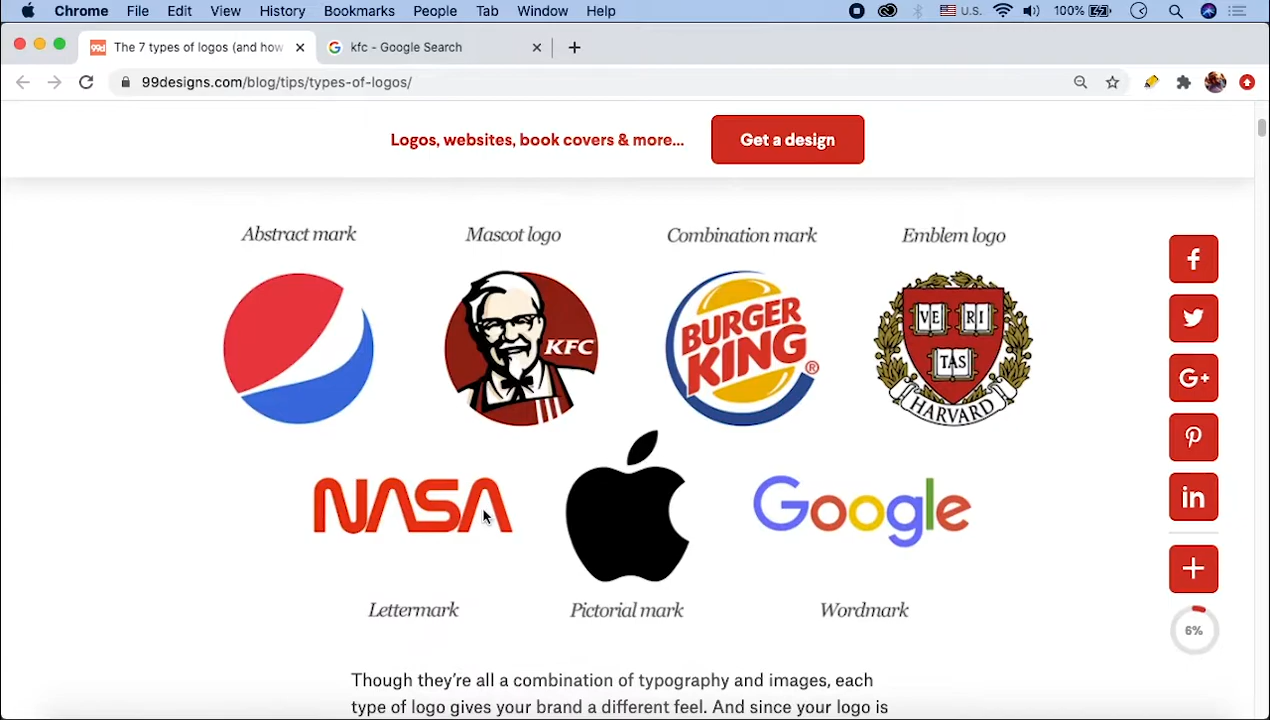 Chrome File Edit View History Bookmarks People Tab Window Help U.S. 100%
The 7 types of logos (and how kfc - Google Search
99designs.com/blog/tips/types-of-logos/
Logos, websites, book covers & more... Get a design
Abstract mark Mascot logo Combination mark Emblem logo
KFC
BURGER
KING®
VE RI
TAS
HARVARD
NASA Google
Lettermark Pictorial mark Wordmark
f
G+
in
+
6%
Though they're all a combination of typography and images, each
type of logo gives your brand a different feel. And since your logo is